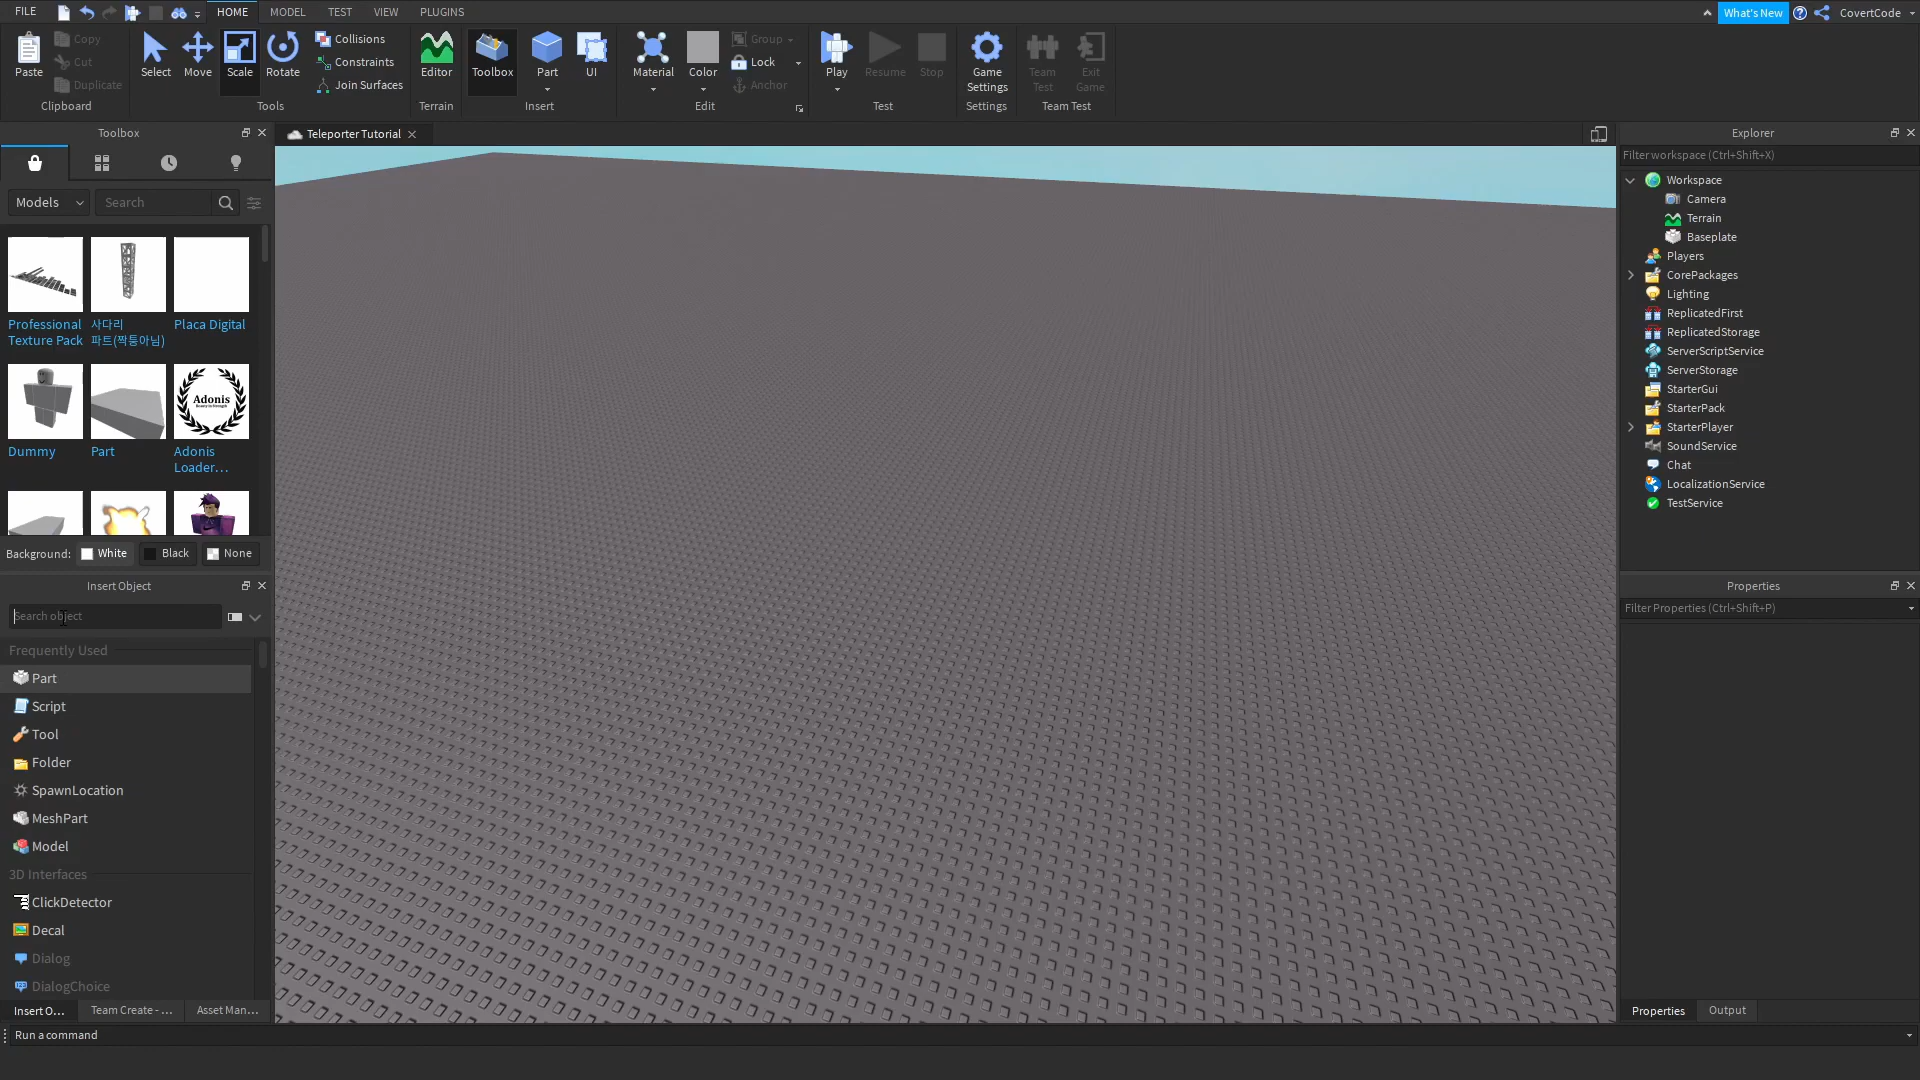 FILE
HOME
MODEL
TEST
VIEW
PLUGINS
What's New
CovertCode
Paste
Copy
Cut
Duplicate
Clipboard
Select
Move
Scale
Rotate
Collisions
Constraints
Join Surfaces
Tools
Editor
Terrain
Toolbox
Part
UI
Insert
Material
Color
Group
Lock
Anchor
Edit
Play
Resume
Stop
Test
Game
Settings
Settings
Team
Test
Exit
Game
Team Test
Toolbox
Models
Search
Professional
Texture Pack
사다리
파트(짝퉁아님)
Placa Digital
Dummy
Part
Adonis
Adonis
Loader...
Background:
White
Black
None
Insert Object
Search object
Frequently Used
Part
Script
Tool
Folder
SpawnLocation
MeshPart
Model
3D Interfaces
ClickDetector
Decal
Dialog
DialogChoice
Insert O...
Team Create - ...
Asset Man...
Run a command
Teleporter Tutorial
Explorer
Filter workspace (Ctrl+Shift+X)
Workspace
Camera
Terrain
Baseplate
Players
CorePackages
Lighting
ReplicatedFirst
ReplicatedStorage
ServerScriptService
ServerStorage
StarterGui
StarterPack
StarterPlayer
SoundService
Chat
LocalizationService
TestService
Properties
Filter Properties (Ctrl+Shift+P)
Properties
Output